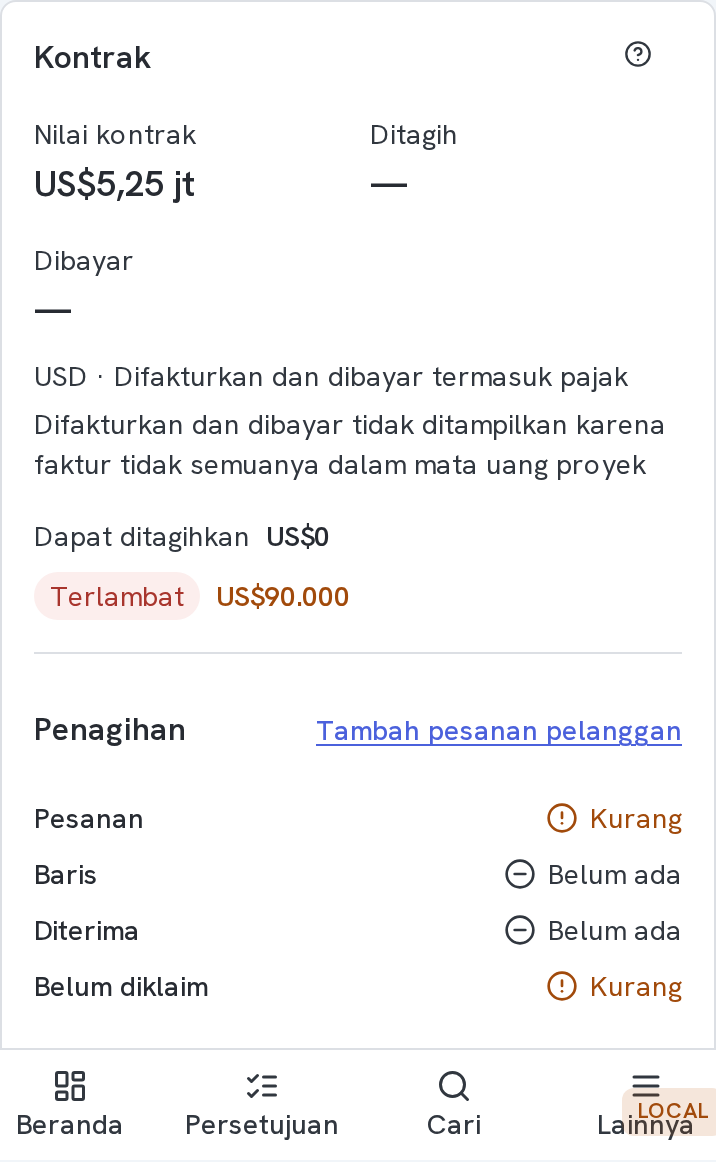 Kontrak
Nilai kontrak
Ditagih
US$5,25 jt
—
Dibayar
—
USD · Difakturkan dan dibayar termasuk pajak
Difakturkan dan dibayar tidak ditampilkan karena
faktur tidak semuanya dalam mata uang proyek
Dapat ditagihkan US$0
Terlambat US$90.000
Penagihan
Tambah pesanan pelanggan
Pesanan Kurang
Baris Belum ada
Diterima Belum ada
Belum diklaim Kurang
Beranda Persetujuan Cari Lainnya
LOCAL